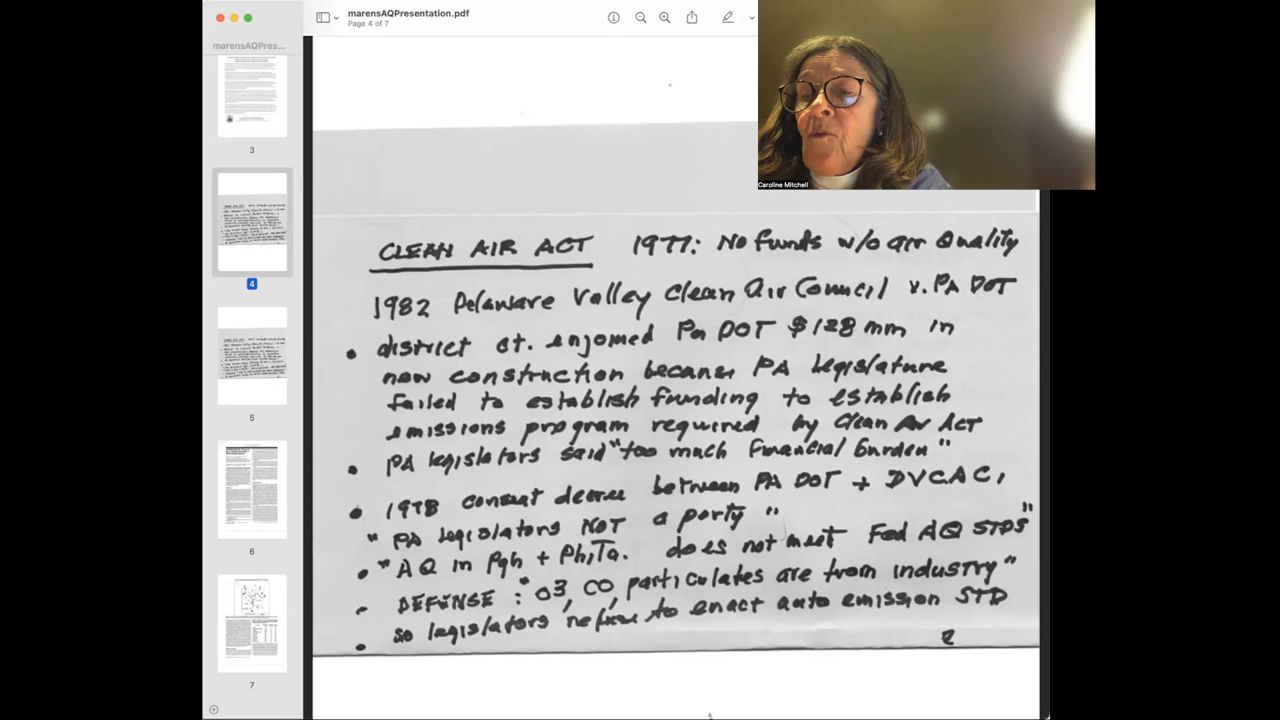 marensAQPresentation.pdf
Page 4 of 7
marensAQPres...
3
4
5
6
7
Caroline Mitchell
CLEAN AIR ACT 1977: No funds w/o air Quality
1982 Delaware Valley Clean Air Council v. PA DOT
• district ct. enjoined Pa DOT $128 mm in
new construction because PA legislature
failed to establish funding to establish
emissions program required by Clean Air ACT
• PA legislators said "too much financial burden"
• 1978 consent decree between PA DOT + DVCAC,
" PA legislators NOT a party "
• "AQ in Pgh + Phila. does not meet Fed AQ STDS"
• DEFENSE: "O3, CO, particulates are from industry"
• so legislators refuse to enact auto emission STD
2